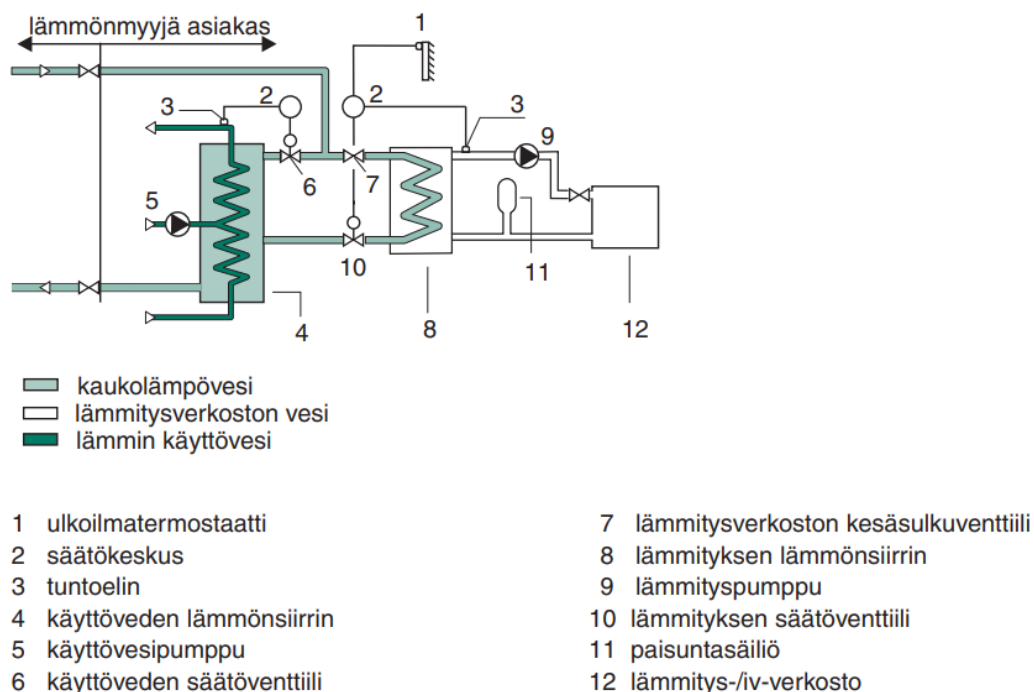 lämmönmyyjä asiakas
1
3
2
2
3
9
5
6
7
10
11
4
8
12
kaukolämpövesi
lämmitysverkoston vesi
lämmin käyttövesi
1 ulkoilmatermostaatti
2 säätökeskus
3 tuntoelin
4 käyttöveden lämmönsiirrin
5 käyttövesipumppu
6 käyttöveden säätöventtiili
7 lämmitysverkoston kesäsulkuventtiili
8 lämmityksen lämmönsiirrin
9 lämmityspumppu
10 lämmityksen säätöventtiili
11 paisuntasäiliö
12 lämmitys-/iv-verkosto